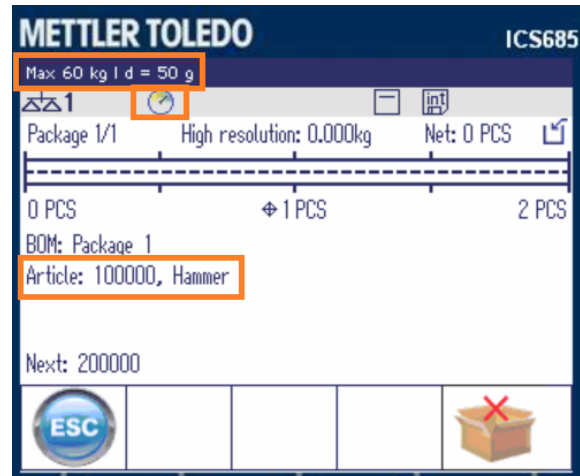 METTLER TOLEDO
ICS685
Max 60 kg | d = 50 g
1
int
Package 1/1 High resolution: 0.000kg Net: 0 PCS
0 PCS 1 PCS 2 PCS
BOM: Package 1
Article: 100000, Hammer
Next: 200000
ESC